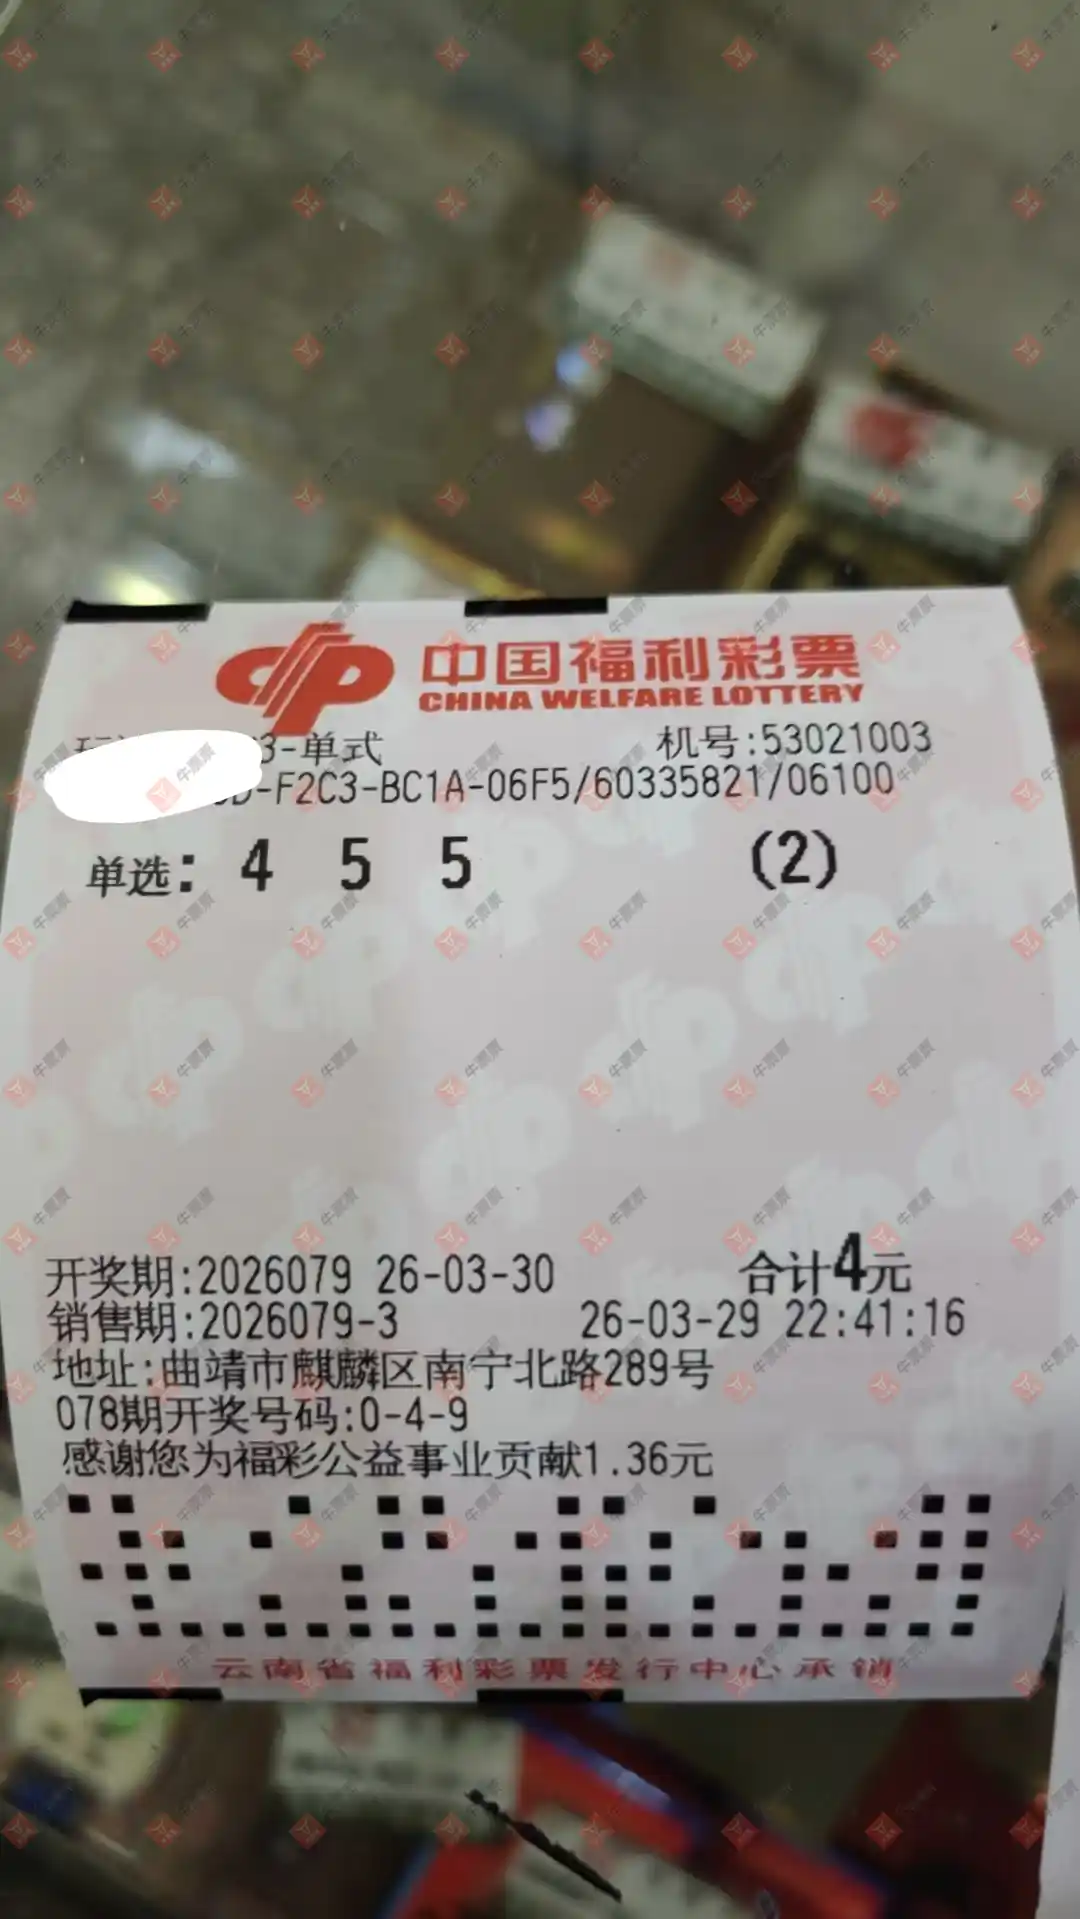 中国福利彩票
CHINA WELFARE LOTTERY
3-单式 机号:53021003
D-F2C3-BC1A-06F5/60335821/06100
单选: 4 5 5 (2)
开奖期:2026079 26-03-30 合计4元
销售期:2026079-3 26-03-29 22:41:16
地址:曲靖市麒麟区南宁北路289号
078期开奖号码:0-4-9
感谢您为福彩公益事业贡献1.36元
云南省福利彩票发行中心承销
牛票票